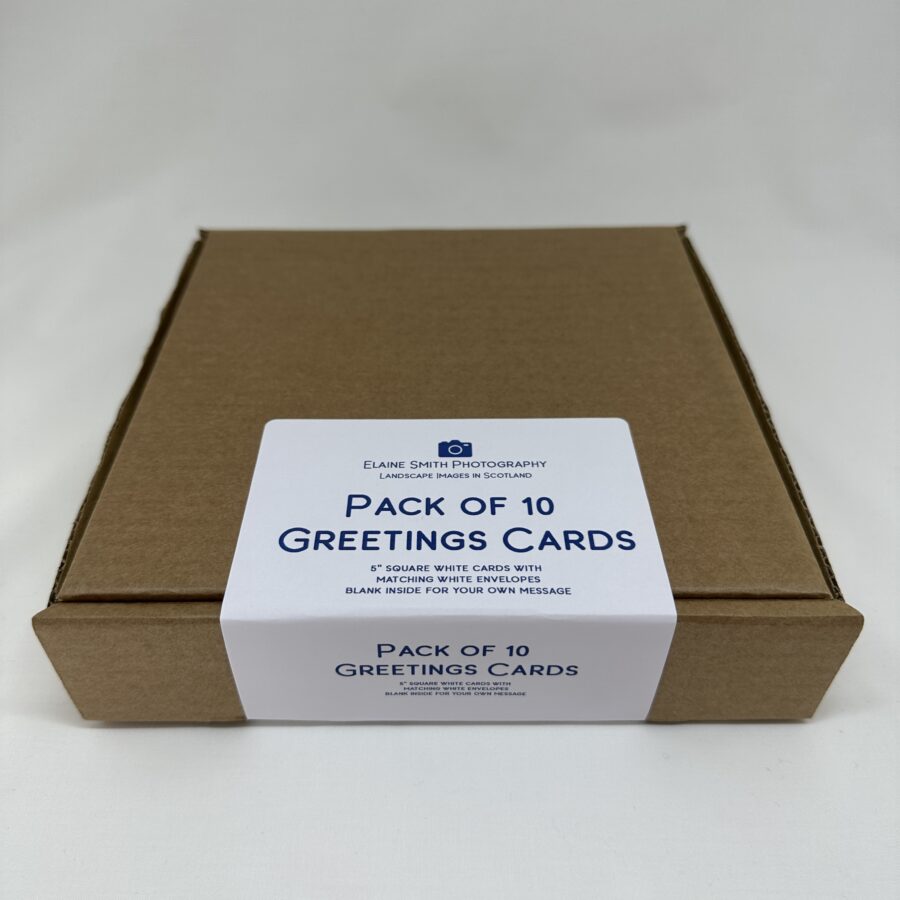 Elaine Smith Photography
Landscape Images in Scotland
Pack of 10
Greetings Cards
5" square white cards with
matching white envelopes
blank inside for your own message
Pack of 10
Greetings Cards
5" square white cards with
matching white envelopes
blank inside for your own message